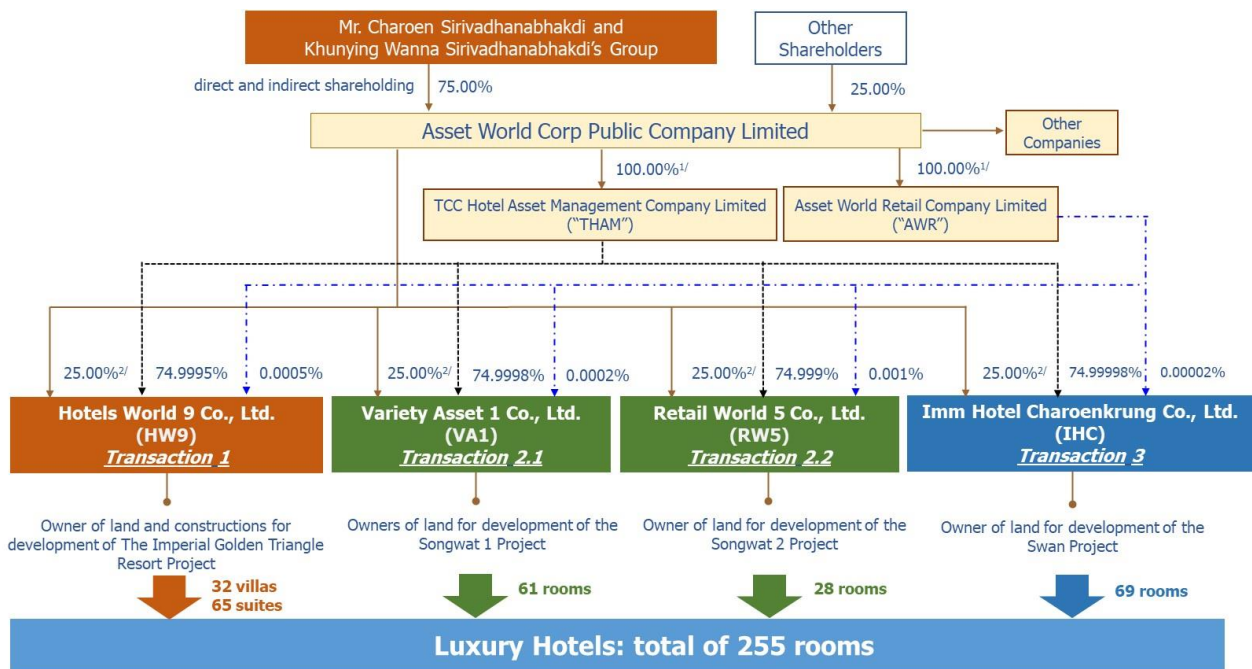 Mr. Charoen Sirivadhanabhakdi and
Khunying Wanna Sirivadhanabhakdi's Group
Other
Shareholders
direct and indirect shareholding
75.00%
25.00%
Asset World Corp Public Company Limited
Other
Companies
100.00%1/
100.00%1/
TCC Hotel Asset Management Company Limited
("THAM")
Asset World Retail Company Limited
("AWR")
25.00%2/
74.9995%
0.0005%
25.00%2/
74.9998%
0.0002%
25.00%2/
74.999%
0.001%
25.00%2/
74.99998%
0.00002%
Hotels World 9 Co., Ltd.
(HW9)
Transaction 1
Variety Asset 1 Co., Ltd.
(VA1)
Transaction 2.1
Retail World 5 Co., Ltd.
(RW5)
Transaction 2.2
Imm Hotel Charoenkrung Co., Ltd.
(IHC)
Transaction 3
Owner of land and constructions for
development of The Imperial Golden Triangle
Resort Project
Owners of land for development of the
Songwat 1 Project
Owner of land for development of the
Songwat 2 Project
Owner of land for development of the
Swan Project
32 villas
65 suites
61 rooms
28 rooms
69 rooms
Luxury Hotels: total of 255 rooms